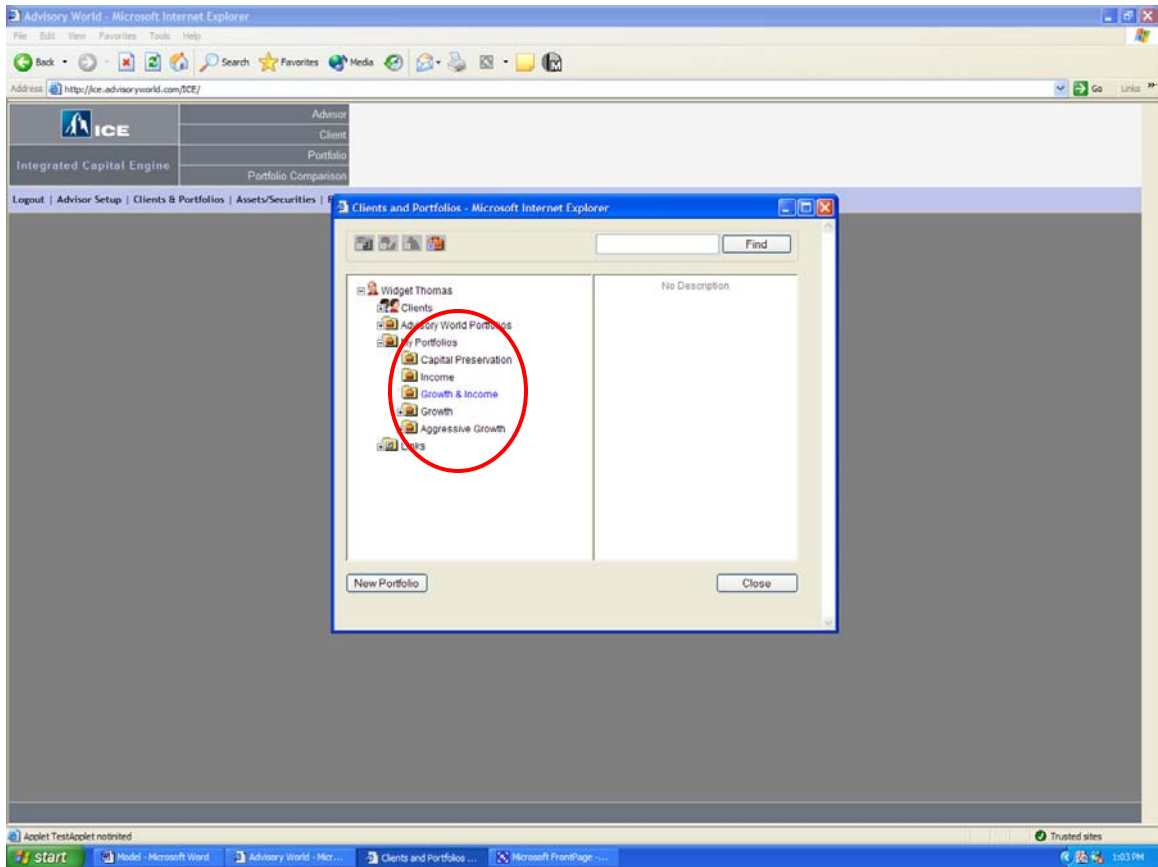 Advisory World - Microsoft Internet Explorer
File Edit View Favorites Tools Help
Back Search Favorites Media
Address http://ice.advisoryworld.com/ICE/ Go Links
ICE
Integrated Capital Engine
Advisor
Client
Portfolio
Portfolio Comparison
Logout | Advisor Setup | Clients & Portfolios | Assets/Securities |
Clients and Portfolios - Microsoft Internet Explorer
Find
Widget Thomas
Clients
Advisory World Portfolios
My Portfolios
Capital Preservation
Income
Growth & Income
Growth
Aggressive Growth
Links
No Description
New Portfolio Close
Applet TestApplet notinited Trusted sites
start Model - Microsoft Word Advisory World - Micr... Clients and Portfolios ... Microsoft FrontPage -... 1:03 PM